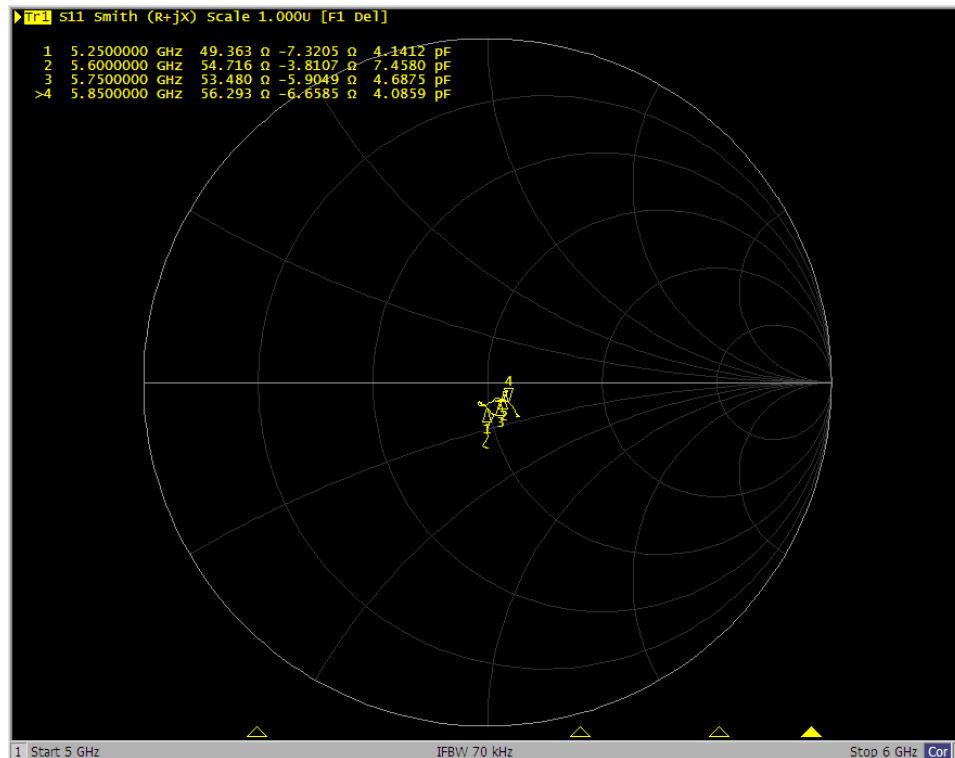 Tr1 S11 Smith (R+jX) Scale 1.000U [F1 Del]
1 5.2500000 GHz 49.363 Ω -7.3205 Ω 4.1412 pF
2 5.6000000 GHz 54.716 Ω -3.8107 Ω 7.4580 pF
3 5.7500000 GHz 53.480 Ω -5.9049 Ω 4.6875 pF
>4 5.8500000 GHz 56.293 Ω -6.6585 Ω 4.0859 pF
4
3
1
1 Start 5 GHz IFBW 70 kHz Stop 6 GHz Cor